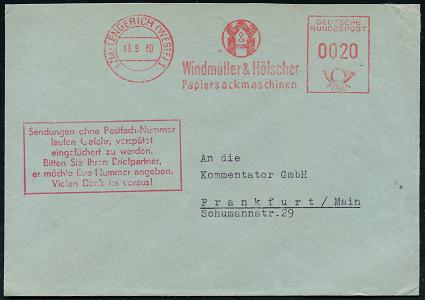 (21a) LENGERICH (WESTF) 1
13.9.60
Windmöller & Hölscher
Papiersackmaschinen
DEUTSCHE
BUNDESPOST
0020
Sendungen ohne Postfach-Nummer
laufen Gefahr, verspätet
eingefächert zu werden.
Bitten Sie Ihren Briefpartner,
er möchte Ihre Nummer angeben.
Vielen Dank im voraus!
An die
Kommentator GmbH
Frankfurt/Main
Schumannstr.29